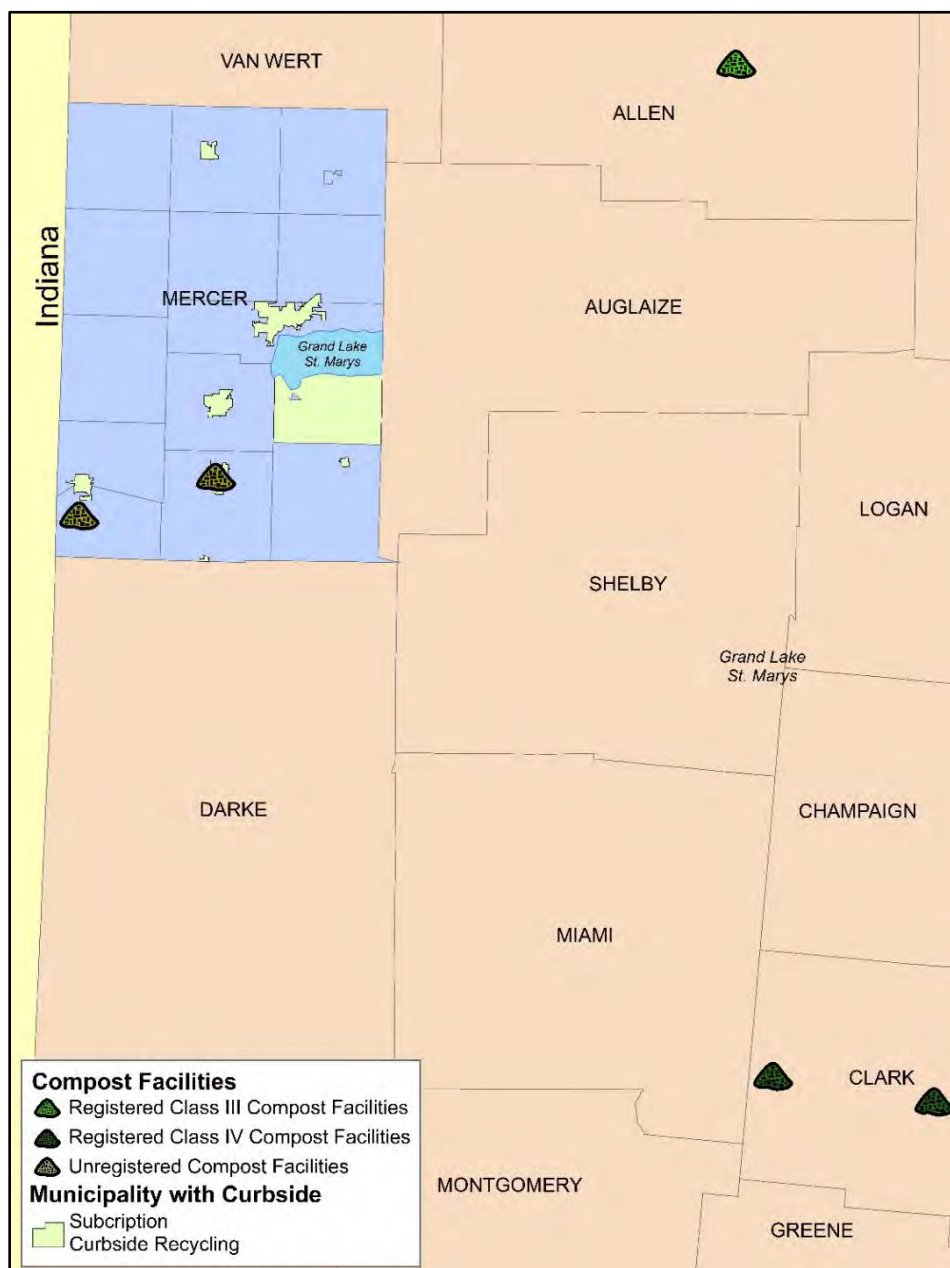 VAN WERT
ALLEN
Indiana
MERCER
AUGLAIZE
Grand Lake
St. Marys
LOGAN
SHELBY
Grand Lake
St. Marys
DARKE
CHAMPAIGN
MIAMI
CLARK
MONTGOMERY
GREENE
Compost Facilities
Registered Class III Compost Facilities
Registered Class IV Compost Facilities
Unregistered Compost Facilities
Municipality with Curbside
Subcription
Curbside Recycling